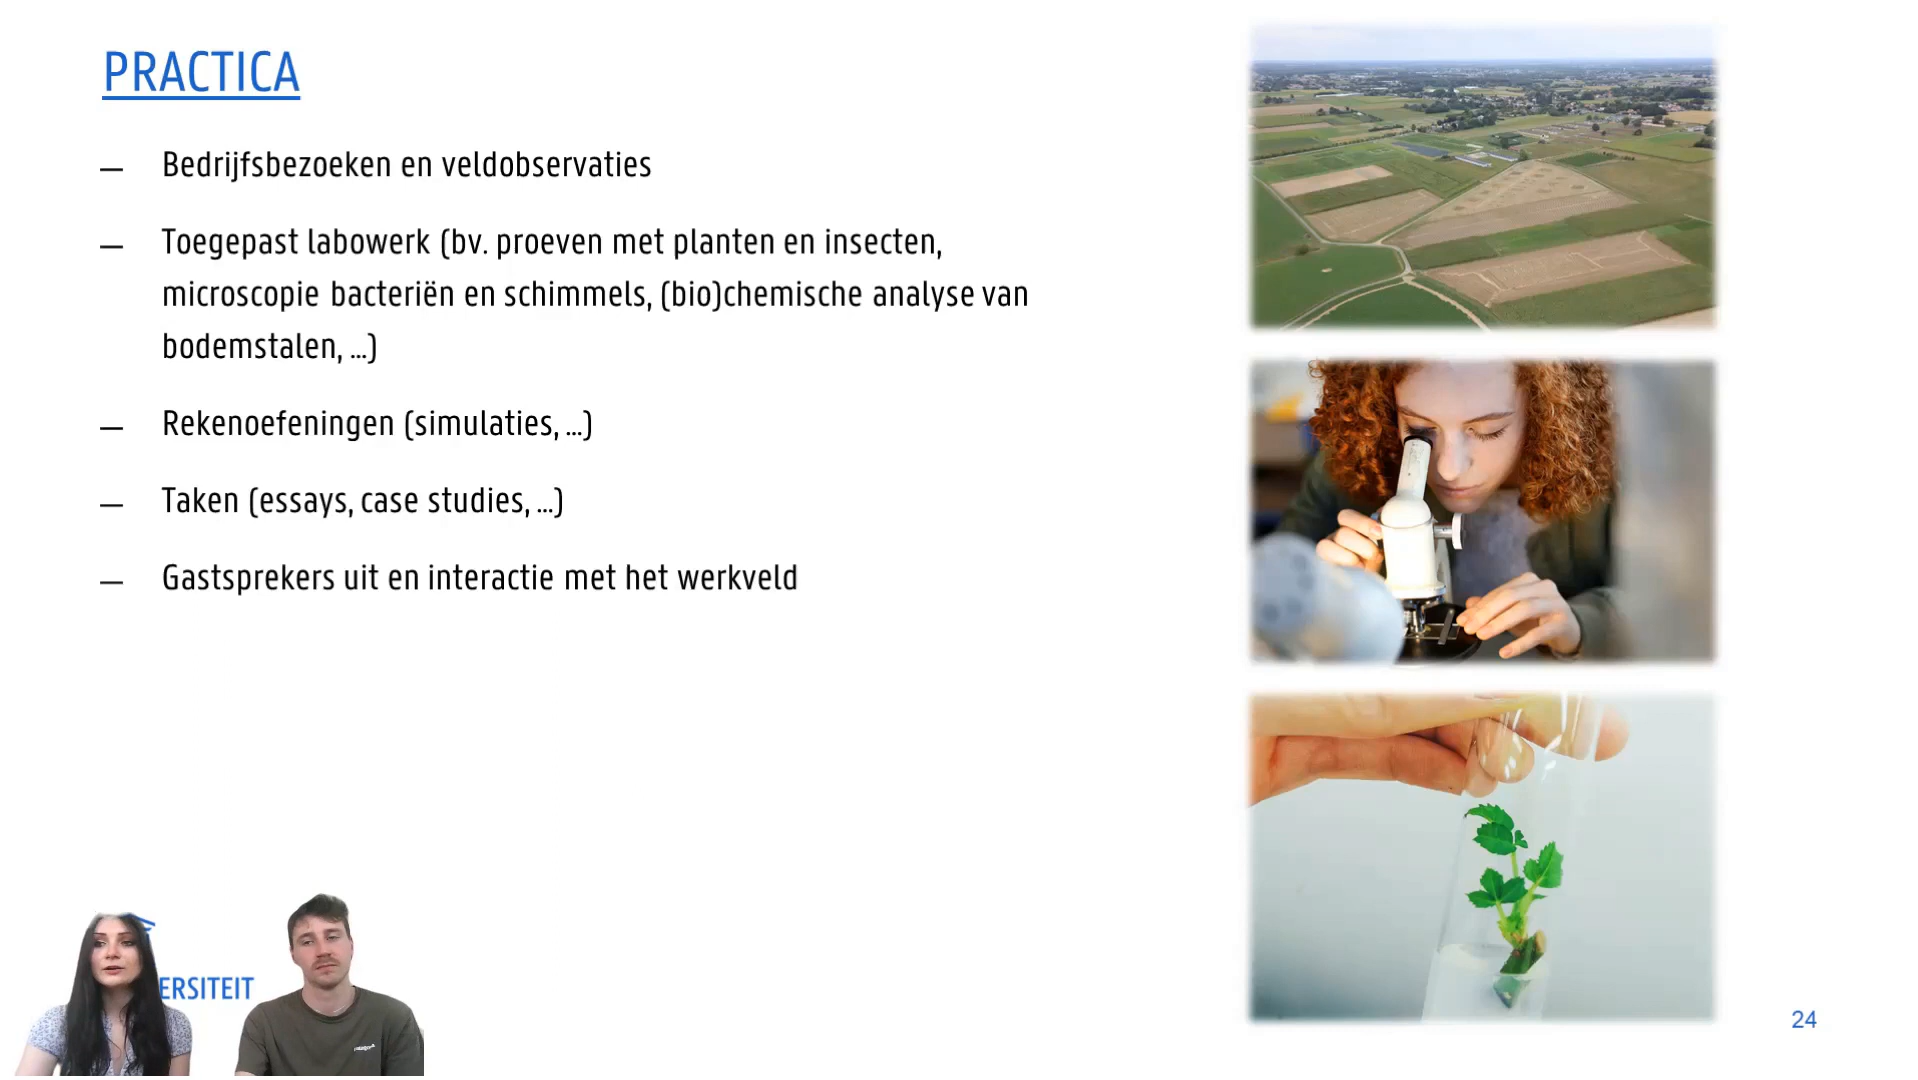 PRACTICA
— Bedrijfsbezoeken en veldobservaties
— Toegepast labowerk (bv. proeven met planten en insecten,
microscopie bacteriën en schimmels, (bio)chemische analyse van
bodemstalen, ...)
— Rekenoefeningen (simulaties, ...)
— Taken (essays, case studies, ...)
— Gastsprekers uit en interactie met het werkveld
ERSITEIT
24